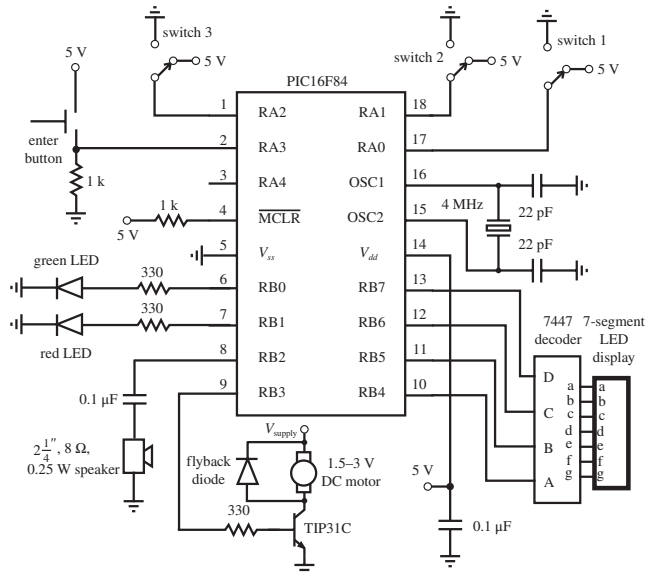 switch 3
5 V
5 V
PIC16F84
switch 2
5 V
switch 1
5 V
enter
button
1 k
1 RA2
2 RA3
3 RA4
4 MCLR
5 Vss
6 RB0
7 RB1
8 RB2
9 RB3
RA1 18
RA0 17
OSC1 16
OSC2 15
Vdd 14
RB7 13
RB6 12
RB5 11
RB4 10
1 k
5 V
green LED
330
330
red LED
0.1 μF
2 1/4″, 8 Ω,
0.25 W speaker
4 MHz
22 pF
22 pF
7447
decoder
7-segment
LED
display
D
C
B
A
a a
b b
c c
d d
e e
f f
g g
Vsupply
flyback
diode
1.5–3 V
DC motor
330
TIP31C
5 V
0.1 μF